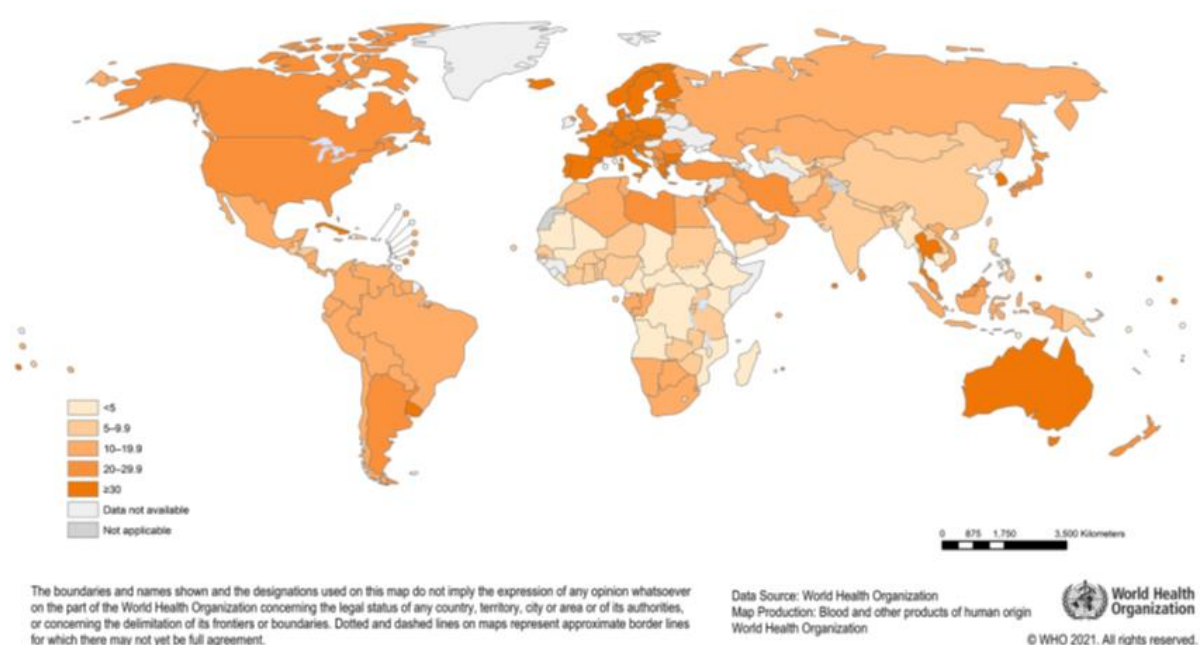 <5
5–9.9
10–19.9
20–29.9
≥30
Data not available
Not applicable
0 875 1,750 3,500 Kilometers
The boundaries and names shown and the designations used on this map do not imply the expression of any opinion whatsoever
on the part of the World Health Organization concerning the legal status of any country, territory, city or area or of its authorities,
or concerning the delimitation of its frontiers or boundaries. Dotted and dashed lines on maps represent approximate border lines
for which there may not yet be full agreement.
Data Source: World Health Organization
Map Production: Blood and other products of human origin
World Health Organization
World Health
Organization
© WHO 2021. All rights reserved.